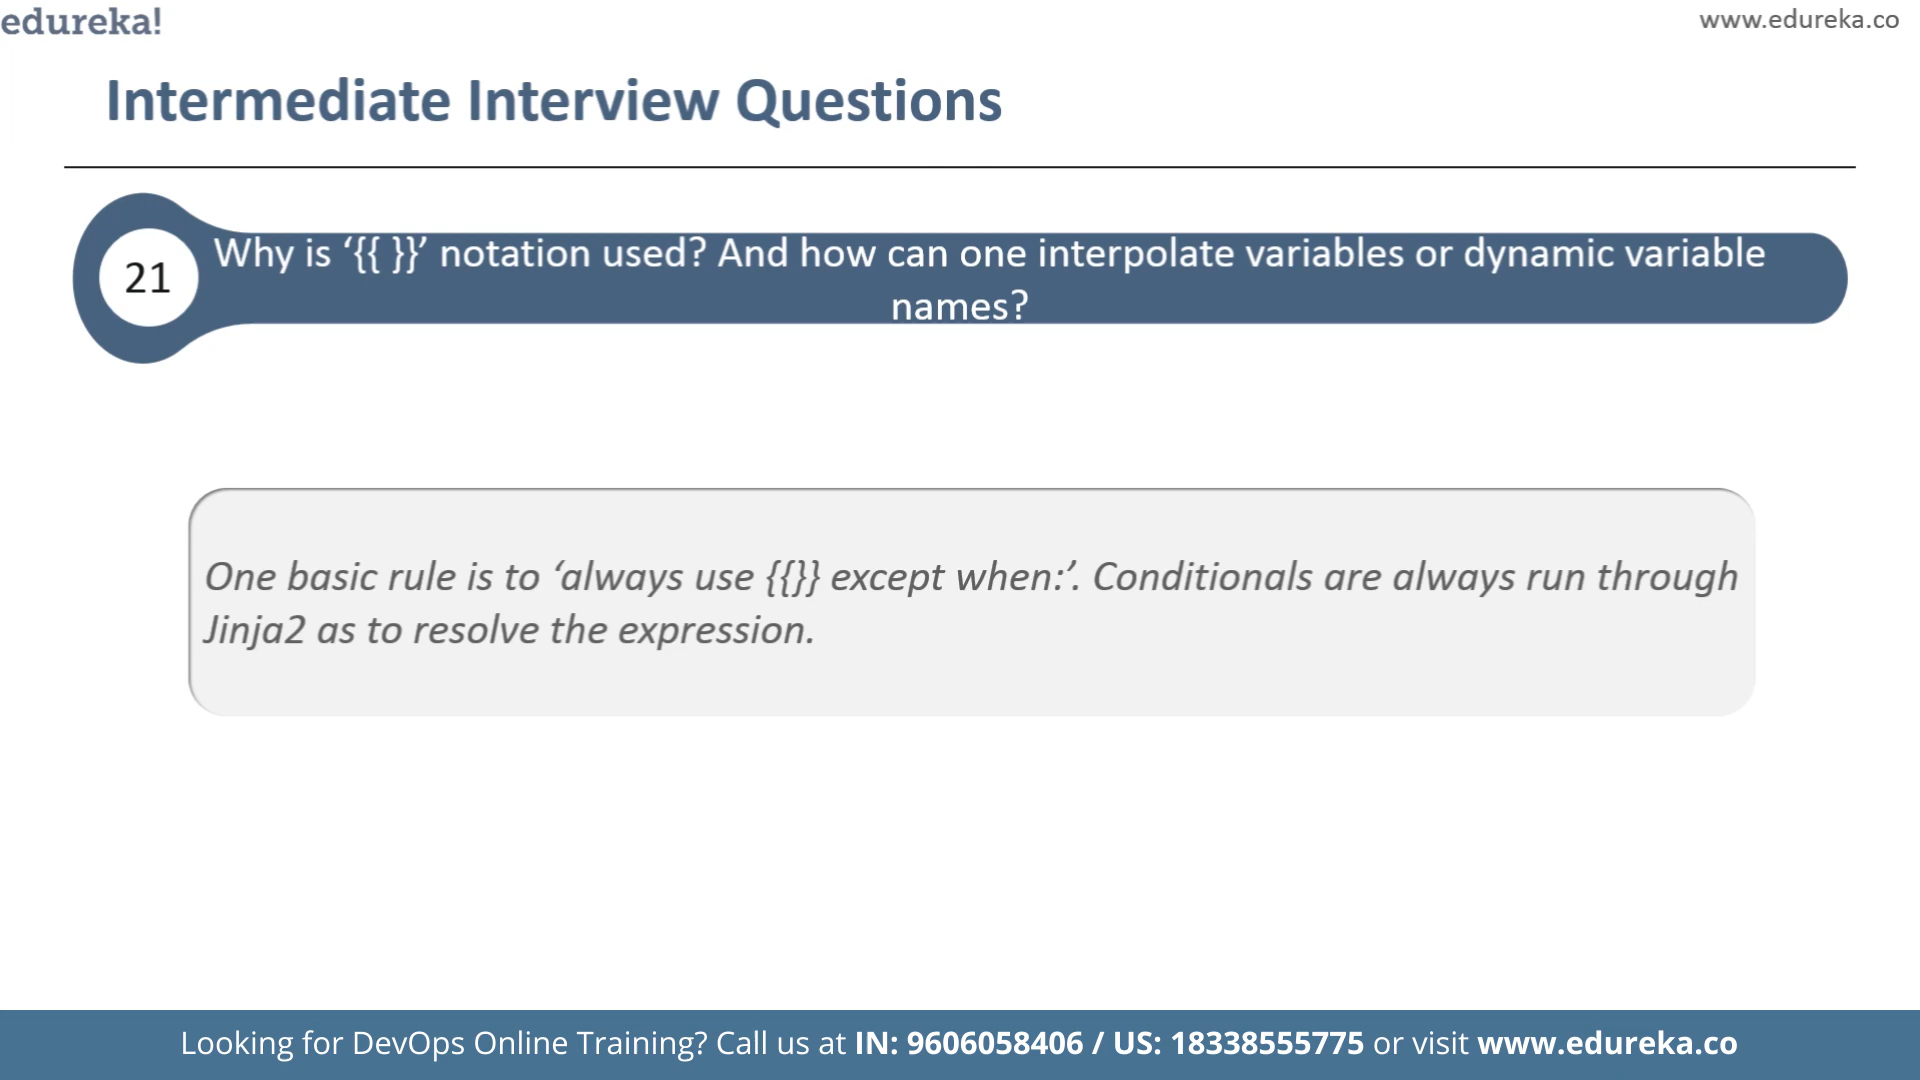 edureka!
www.edureka.co
Intermediate Interview Questions
21
Why is ‘{{ }}’ notation used? And how can one interpolate variables or dynamic variable
names?
One basic rule is to ‘always use {{}} except when:’. Conditionals are always run through
Jinja2 as to resolve the expression.
Looking for DevOps Online Training? Call us at IN: 9606058406 / US: 18338555775 or visit www.edureka.co